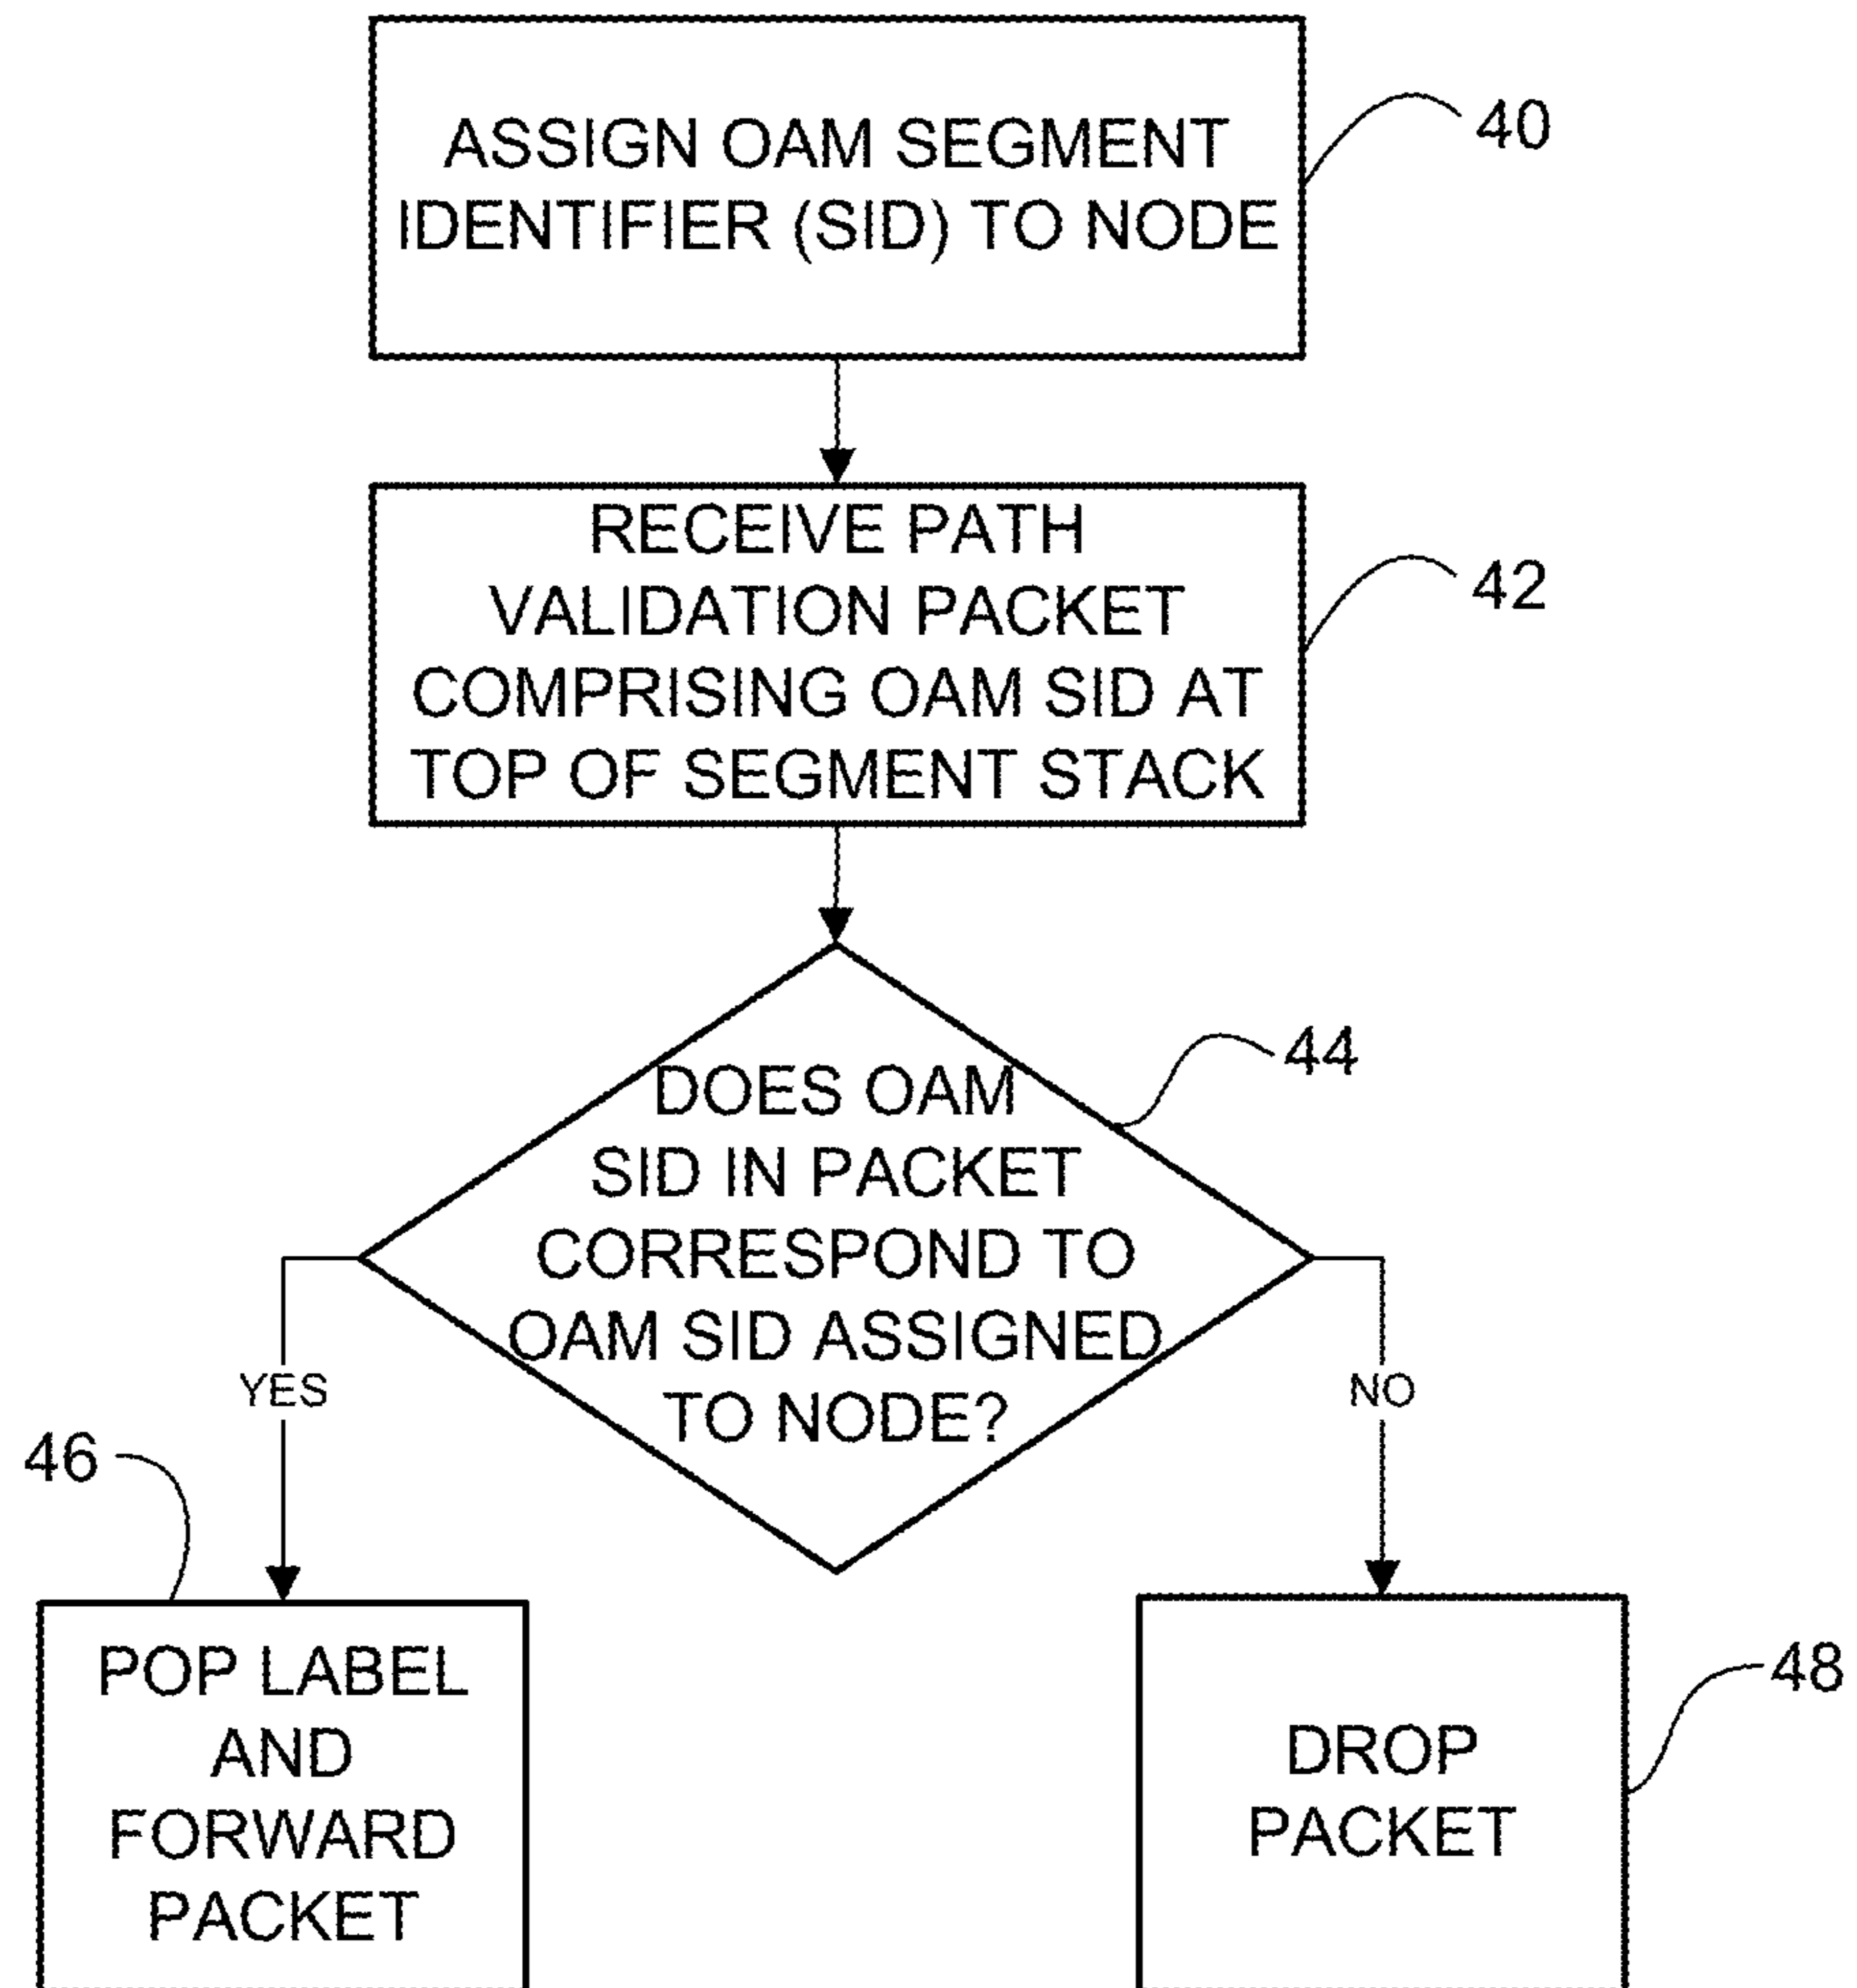 ASSIGN OAM SEGMENT
IDENTIFIER (SID) TO NODE
40
RECEIVE PATH
VALIDATION PACKET
COMPRISING OAM SID AT
TOP OF SEGMENT STACK
42
DOES OAM
SID IN PACKET
CORRESPOND TO
OAM SID ASSIGNED
TO NODE?
44
YES
NO
46
POP LABEL
AND
FORWARD
PACKET
DROP
PACKET
48